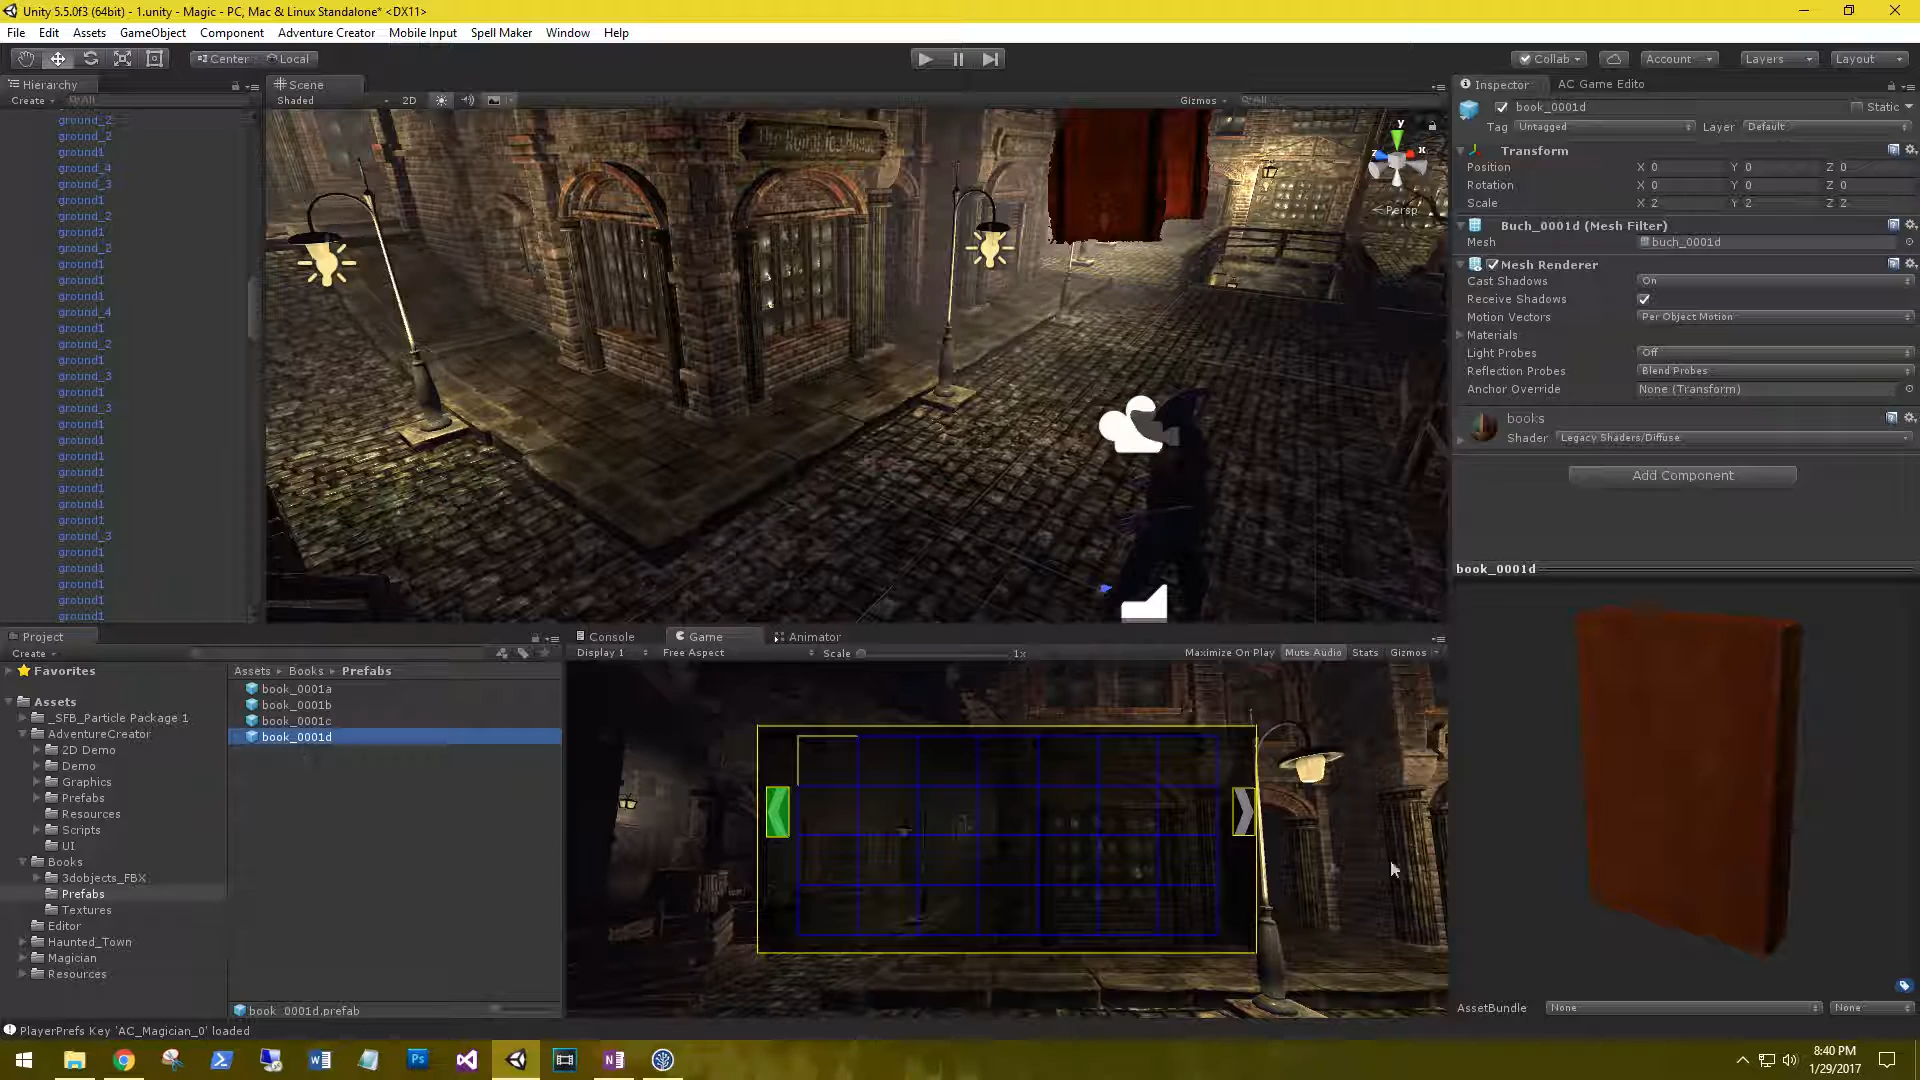 Unity 5.5.0f3 (64bit) - 1.unity - Magic - PC, Mac & Linux Standalone* <DX11>
File Edit Assets GameObject Component Adventure Creator Mobile Input Spell Maker Window Help
Center Local Collab Account Layers Layout
Hierarchy
Create All
ground_2
ground_2
ground1
ground_4
ground_3
ground1
ground_2
ground1
ground_2
ground1
ground1
ground1
ground_4
ground1
ground_2
ground1
ground_3
ground1
ground_3
ground1
ground1
ground1
ground1
ground1
ground1
ground1
ground_3
ground1
ground1
ground1
ground1
ground1
Scene
Shaded 2D Gizmos All
y
x
z
Persp
Inspector AC Game Edito
book_0001d Static
Tag Untagged Layer Default
Transform
Position X 0 Y 0 Z 0
Rotation X 0 Y 0 Z 0
Scale X 2 Y 2 Z 2
Buch_0001d (Mesh Filter)
Mesh buch_0001d
Mesh Renderer
Cast Shadows On
Receive Shadows
Motion Vectors Per Object Motion
Materials
Light Probes Off
Reflection Probes Blend Probes
Anchor Override None (Transform)
books
Shader Legacy Shaders/Diffuse
Add Component
book_0001d
AssetBundle None None
Project
Create
Favorites
Assets
_SFB_Particle Package 1
AdventureCreator
2D Demo
Demo
Graphics
Prefabs
Resources
Scripts
UI
Books
3dobjects_FBX
Prefabs
Textures
Editor
Haunted_Town
Magician
Resources
Assets Books Prefabs
book_0001a
book_0001b
book_0001c
book_0001d
book_0001d.prefab
Console Game Animator
Display 1 Free Aspect Scale 1x Maximize On Play Mute Audio Stats Gizmos
PlayerPrefs Key 'AC_Magician_0' loaded
8:40 PM
1/29/2017